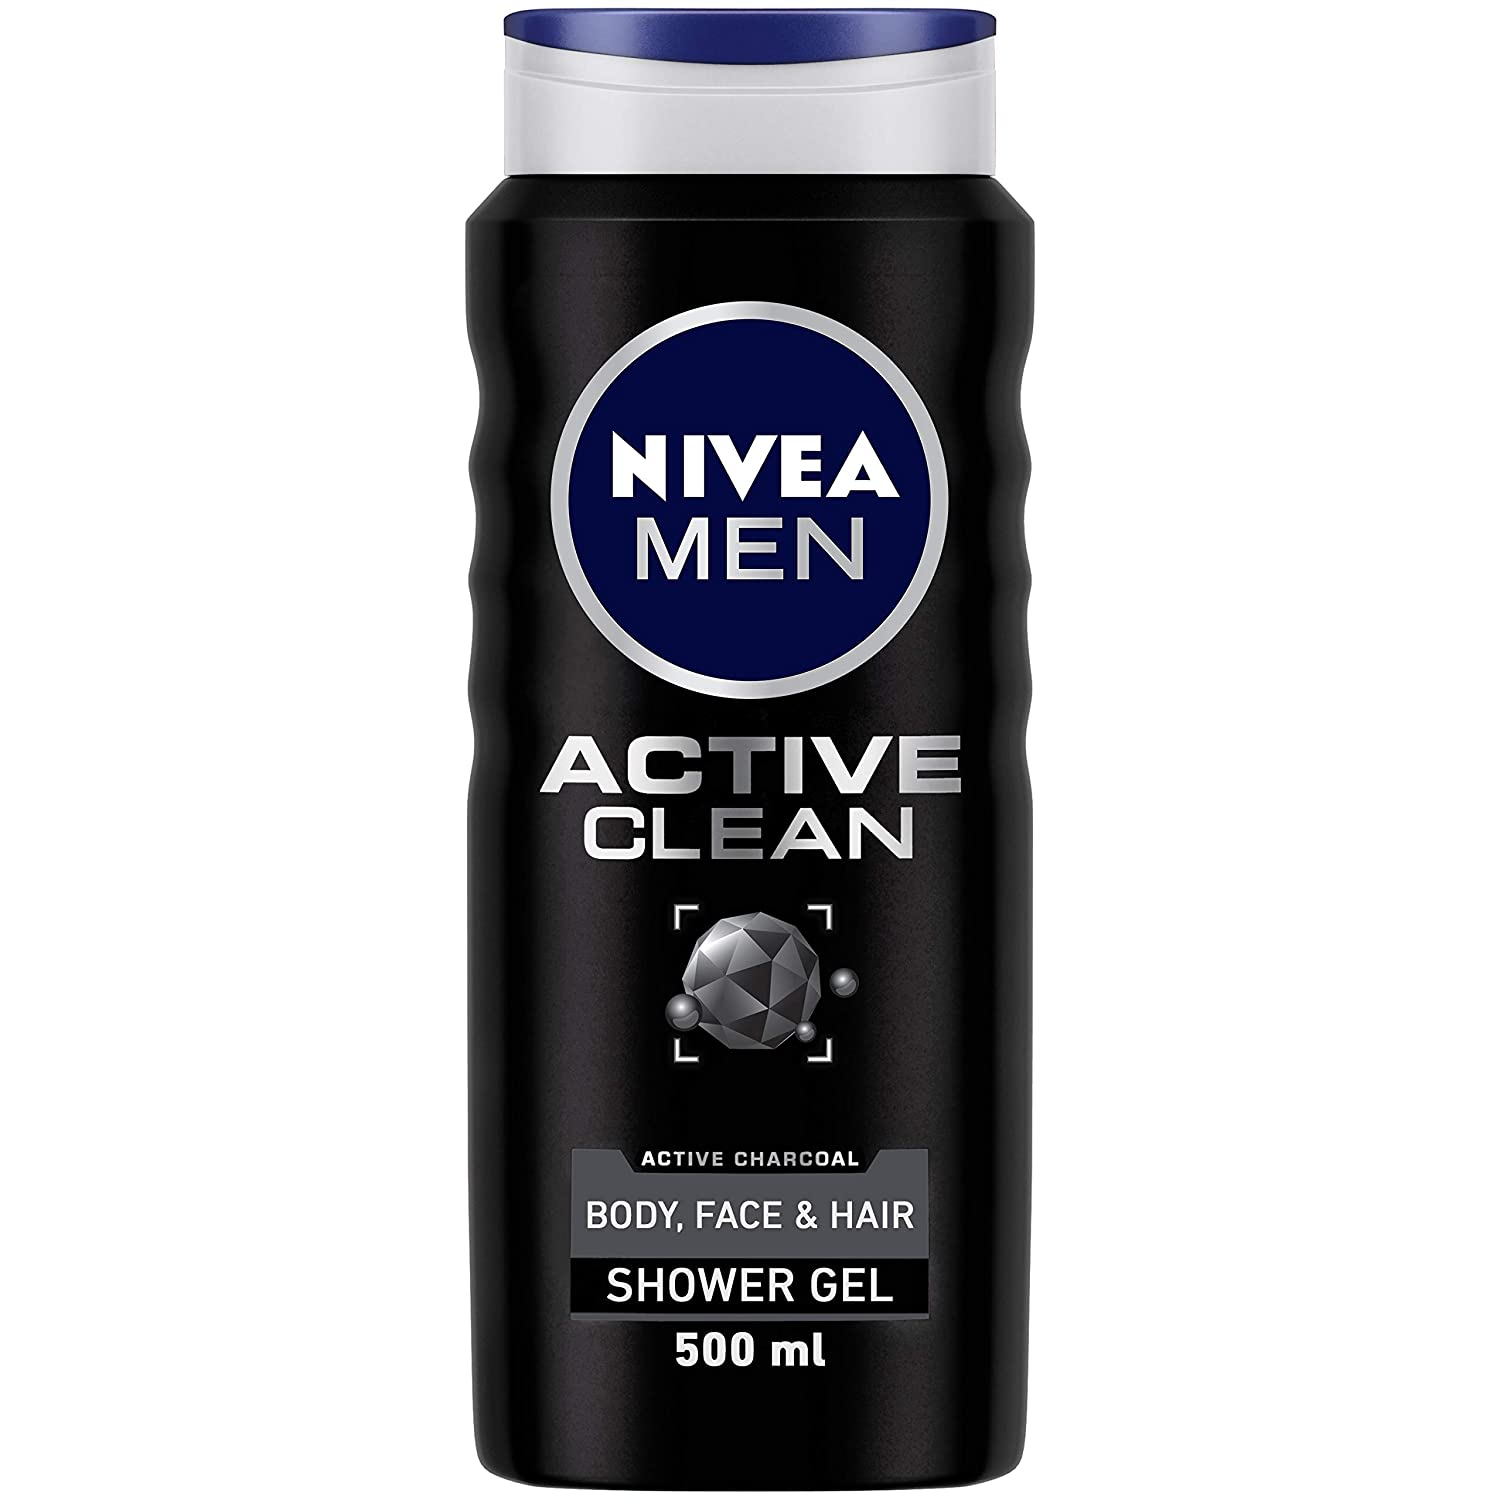 NIVEA
MEN
ACTIVE
CLEAN
ACTIVE CHARCOAL
BODY, FACE & HAIR
SHOWER GEL
500 ml